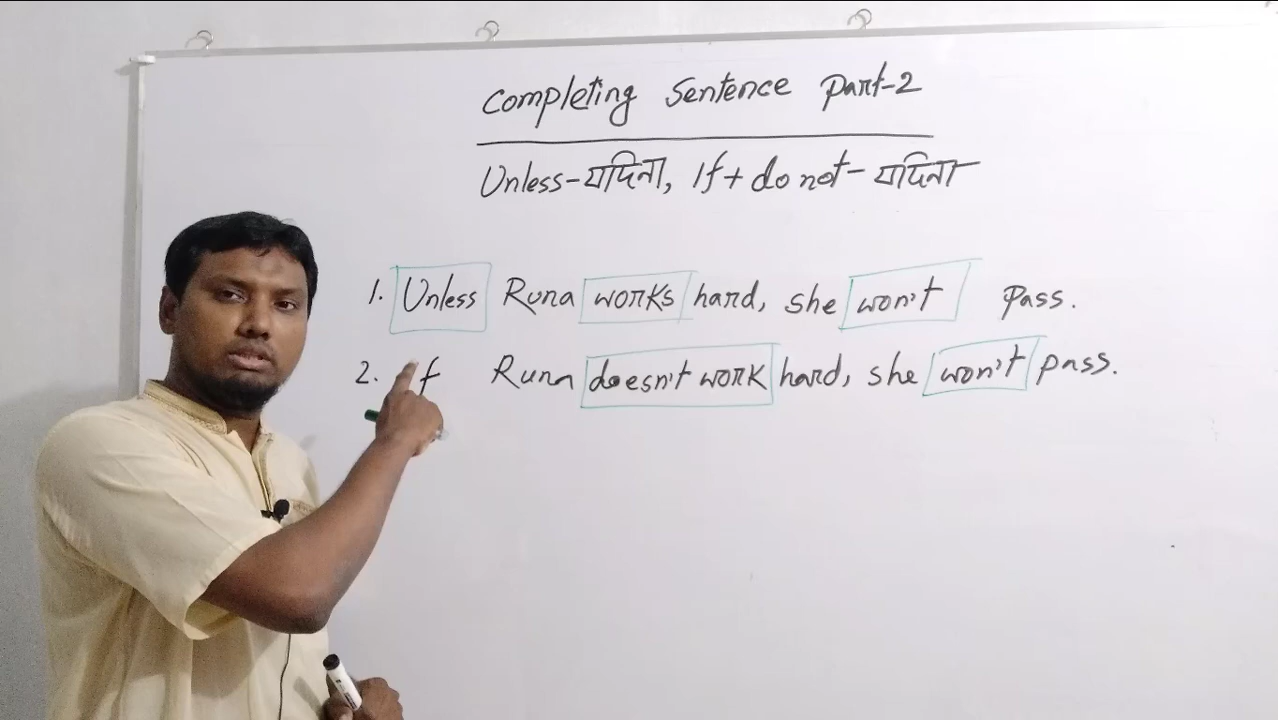 Completing Sentence Part-2
Unless-যদিনা, If + do not - যদিনা
1. Unless Runa works hard, she won't pass.
2. If Runa doesn't work hard, she won't pass.